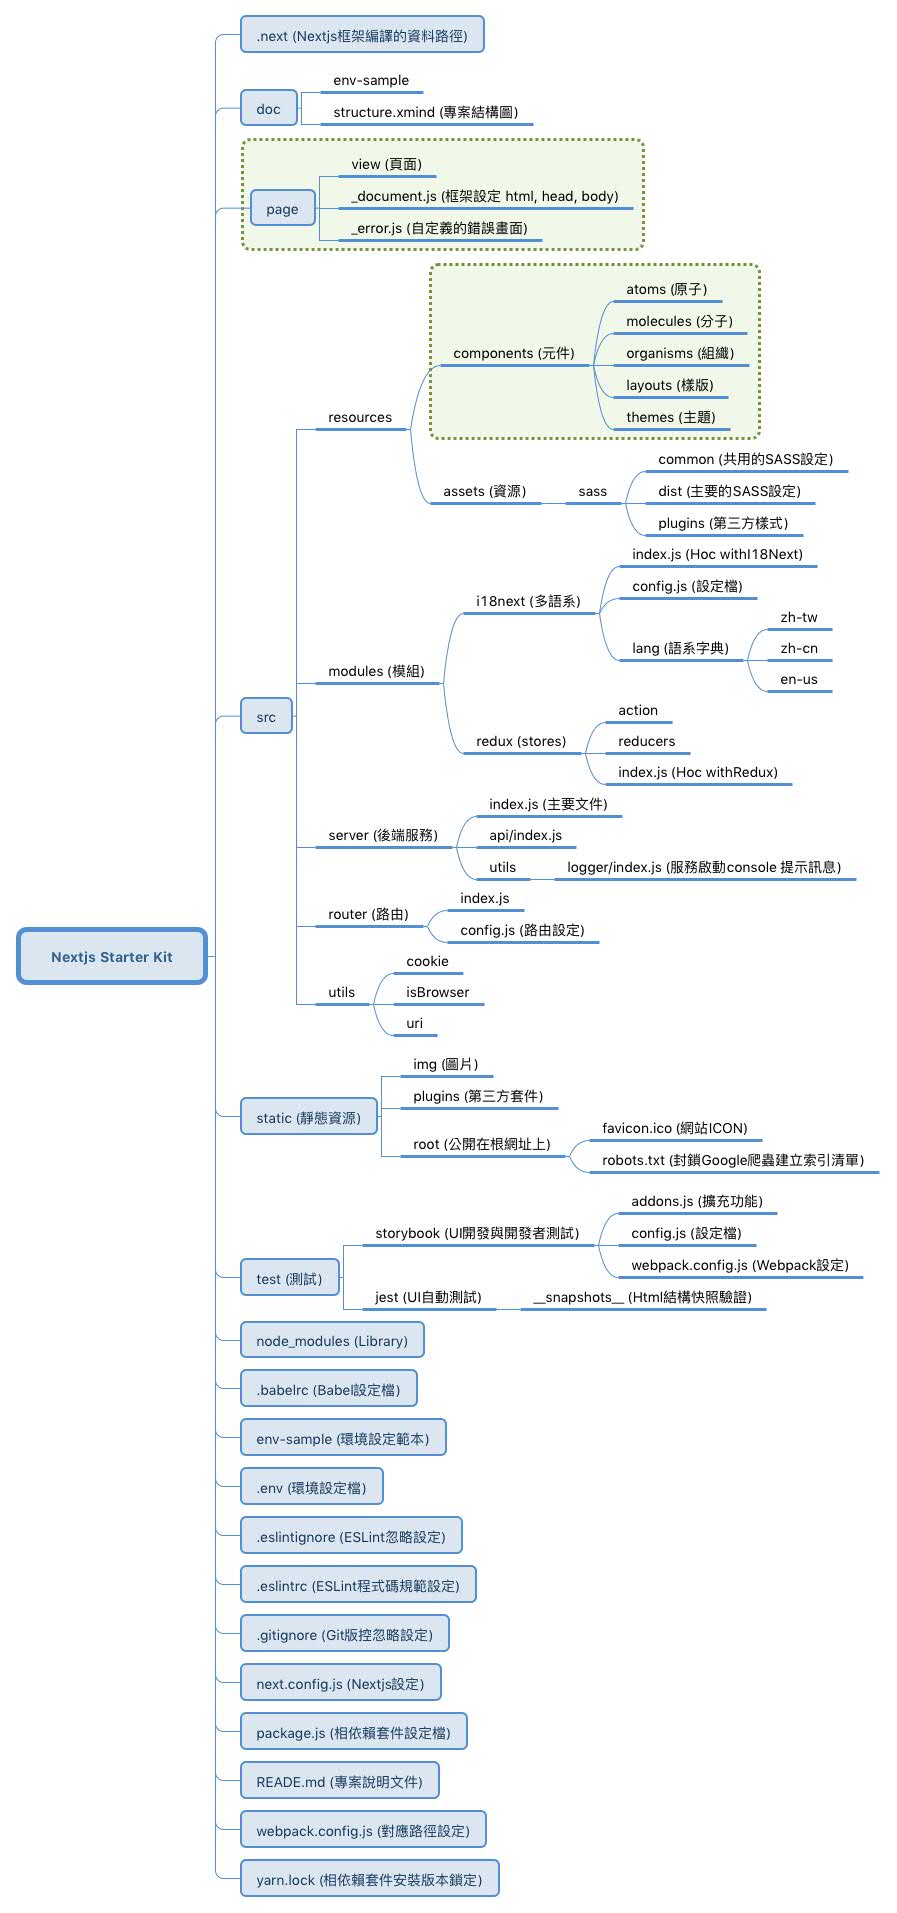 .next (Nextjs框架編譯的資料路徑)
doc
env-sample
structure.xmind (專案結構圖)
page
view (頁面)
_document.js (框架設定 html, head, body)
_error.js (自定義的錯誤畫面)
src
resources
components (元件)
atoms (原子)
molecules (分子)
organisms (組織)
layouts (樣版)
themes (主題)
assets (資源)
sass
common (共用的SASS設定)
dist (主要的SASS設定)
plugins (第三方樣式)
modules (模組)
i18next (多語系)
index.js (Hoc withI18Next)
config.js (設定檔)
lang (語系字典)
zh-tw
zh-cn
en-us
redux (stores)
action
reducers
index.js (Hoc withRedux)
server (後端服務)
index.js (主要文件)
api/index.js
utils
logger/index.js (服務啟動console 提示訊息)
router (路由)
index.js
config.js (路由設定)
utils
cookie
isBrowser
uri
Nextjs Starter Kit
static (靜態資源)
img (圖片)
plugins (第三方套件)
root (公開在根網址上)
favicon.ico (網站ICON)
robots.txt (封鎖Google爬蟲建立索引清單)
test (測試)
storybook (UI開發與開發者測試)
addons.js (擴充功能)
config.js (設定檔)
webpack.config.js (Webpack設定)
jest (UI自動測試)
__snapshots__ (Html結構快照驗證)
node_modules (Library)
.babelrc (Babel設定檔)
env-sample (環境設定範本)
.env (環境設定檔)
.eslintignore (ESLint忽略設定)
.eslintrc (ESLint程式碼規範設定)
.gitignore (Git版控忽略設定)
next.config.js (Nextjs設定)
package.js (相依賴套件設定檔)
READE.md (專案說明文件)
webpack.config.js (對應路徑設定)
yarn.lock (相依賴套件安裝版本鎖定)